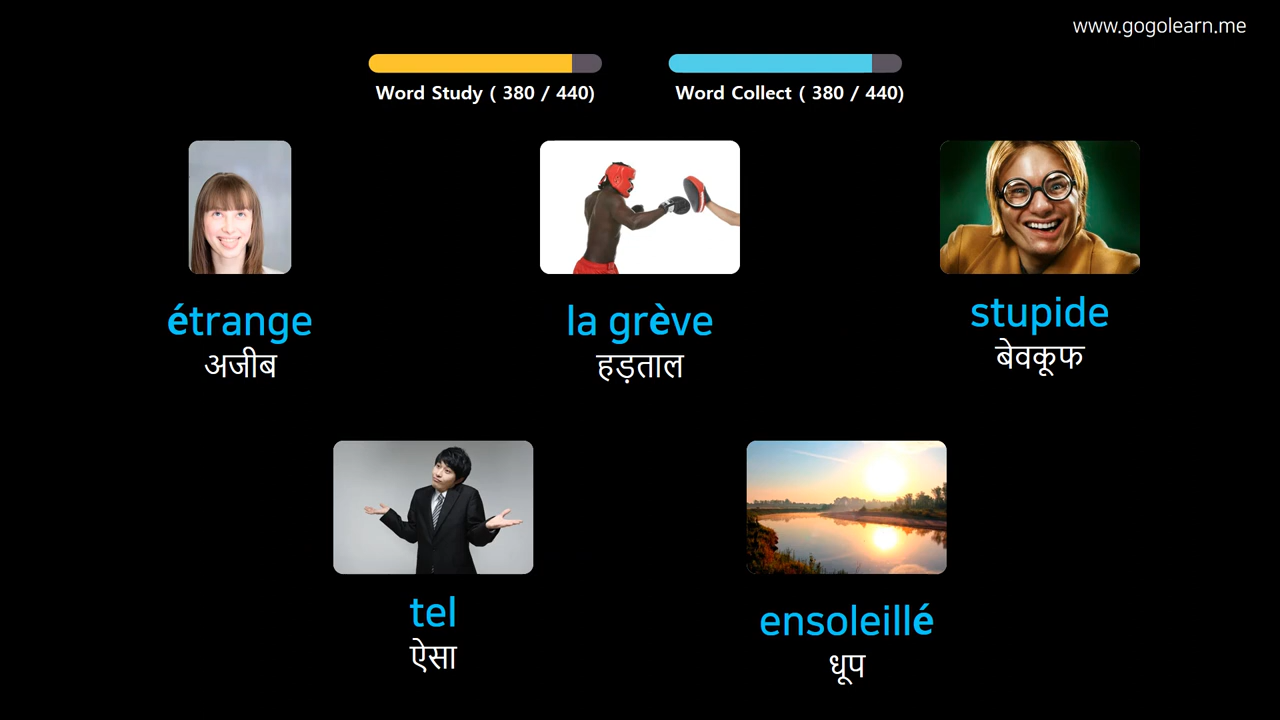 www.gogolearn.me
Word Study ( 380 / 440)
Word Collect ( 380 / 440)
étrange
अजीब
la grève
हड़ताल
stupide
बेवकूफ
tel
ऐसा
ensoleillé
धूप